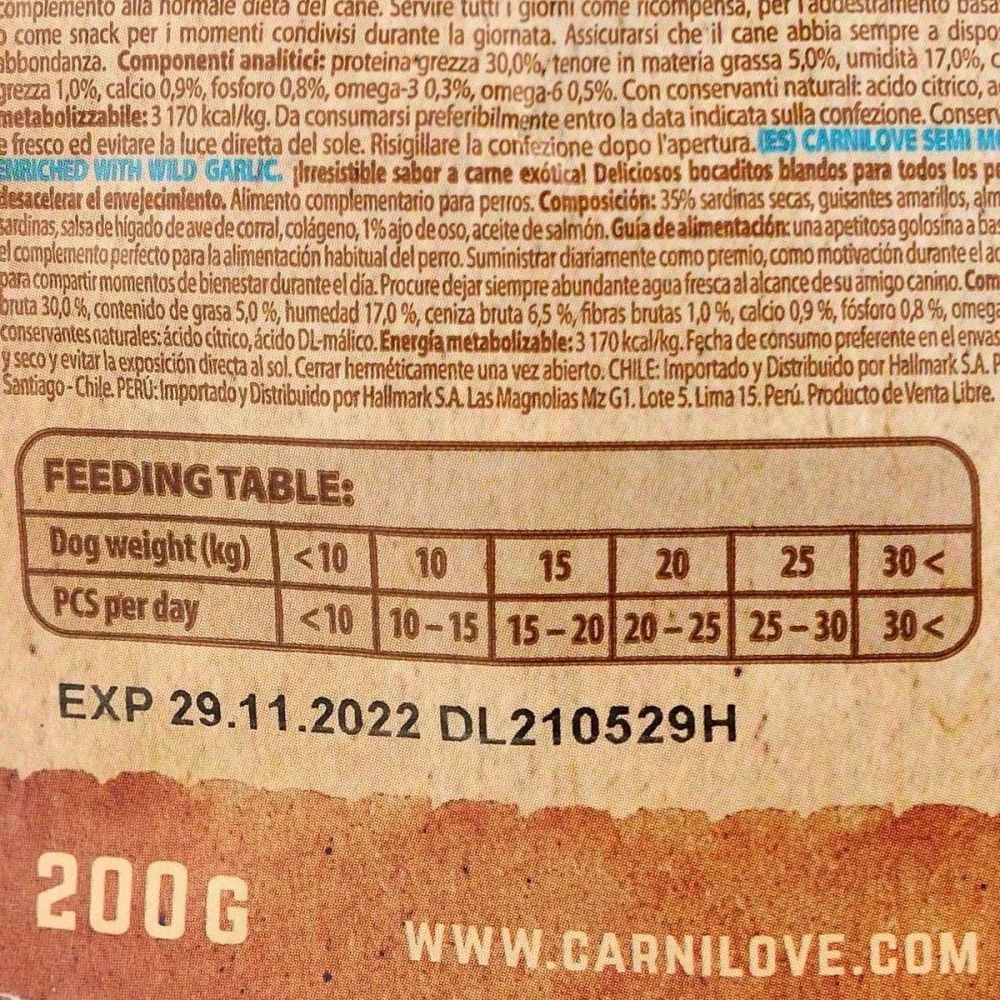 complemento alla normale dieta del cane. Servire tutti i giorni come ricompensa, per l'addestramento
come snack per i momenti condivisi durante la giornata. Assicurarsi che il cane abbia sempre a
abbondanza. Componenti analitici: proteina grezza 30,0%, tenore in materia grassa 5,0%, umidità 17,0%,
grezza 1,0%, calcio 0,9%, fosforo 0,8%, omega-3 0,3%, omega-6 0,5%. Con conservanti naturali: acido citrico,
metabolizzabile: 3 170 kcal/kg. Da consumarsi preferibilmente entro la data indicata sulla confezione.
e fresco ed evitare la luce diretta del sole. Risigillare la confezione dopo l'apertura. (ES) CARNILOVE SEMI
ENRICHED WITH WILD GARLIC. ¡Irresistible sabor a carne exótica! Deliciosos bocaditos blandos para todos los
desacelerar el envejecimiento. Alimento complementario para perros. Composición: 35% sardinas secas, guisantes amarillos,
sardinas, salsa de hígado de ave de corral, colágeno, 1% ajo de oso, aceite de salmón. Guía de alimentación: una apetitosa golosina a
el complemento perfecto para la alimentación habitual del perro. Suministrar diariamente como premio, como motivación durante el
para compartir momentos de bienestar durante el día. Procure dejar siempre abundante agua fresca al alcance de su amigo canino.
bruta 30,0 %, contenido de grasa 5,0 %, humedad 17,0 %, ceniza bruta 6,5 %, fibras brutas 1,0 %, calcio 0,9 %, fósforo 0,8 %,
conservantes naturales: ácido cítrico, ácido DL-málico. Energía metabolizable: 3 170 kcal/kg. Fecha de consumo preferente en el
y seco y evitar la exposición directa al sol. Cerrar herméticamente una vez abierto. CHILE: Importado y Distribuido por Hallmark S.A.
Santiago - Chile. PERÚ: Importado y Distribuido por Hallmark S.A. Las Magnolias Mz G1. Lote 5. Lima 15. Perú. Producto de Venta Libre.
FEEDING TABLE:
Dog weight (kg) <10 10 15 20 25 30<
PCS per day <10 10 – 15 15 – 20 20 – 25 25 – 30 30<
EXP 29.11.2022 DL210529H
200G
WWW.CARNILOVE.COM